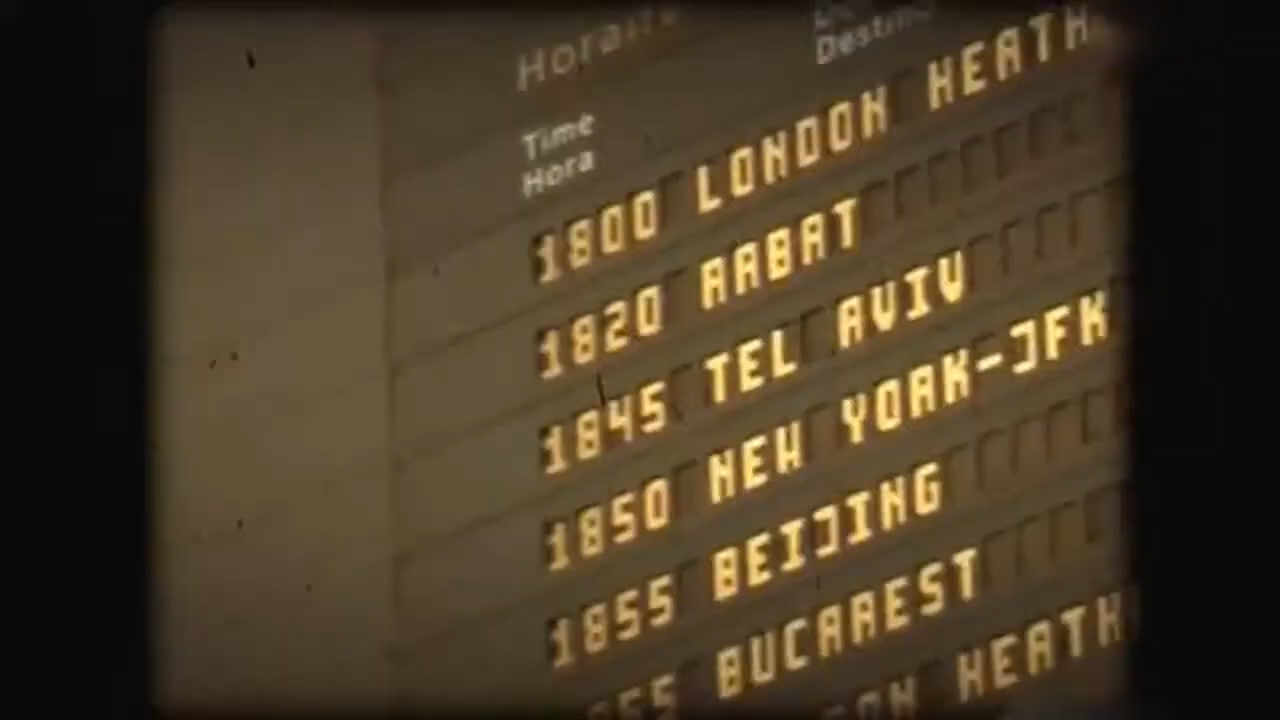 Horaire
Destino
Time
Hora
1800 LONDON HEATH
1820 RABAT
1845 TEL AVIV
1850 NEW YORK-JFK
1855 BEIJING
855 BUCAREST
HEATH